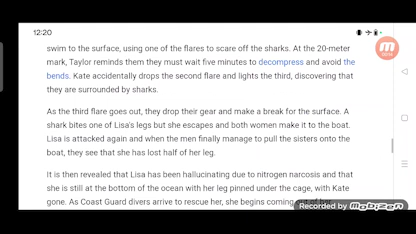 12:20
swim to the surface, using one of the flares to scare off the sharks. At the 20-meter
mark, Taylor reminds them they must wait five minutes to decompress and avoid the
the bends. Kate accidentally drops the second flare and lights the third, discovering that
they are surrounded by sharks.
As the third flare goes out, they drop their gear and make a break for the surface. A
shark bites one of Lisa's legs but she escapes and both women make it to the boat.
Lisa is attacked again and when the men finally manage to pull the sisters onto the
boat, they see that she has lost half of her leg.
It is then revealed that Lisa has been hallucinating due to nitrogen narcosis and that
she is still at the bottom of the ocean with her leg pinned under the cage, with Kate
gone. As Coast Guard divers arrive to rescue her, she begins coming out of her
Recorded by Mobizen